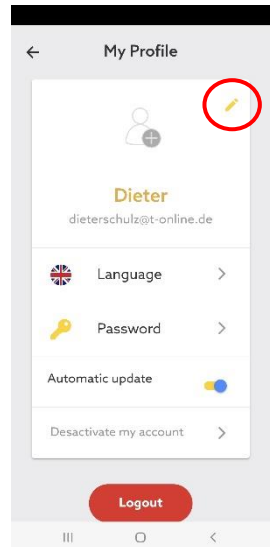 My Profile
Dieter
dieterschulz@t-online.de
Language
Password
Automatic update
Desactivate my account
Logout